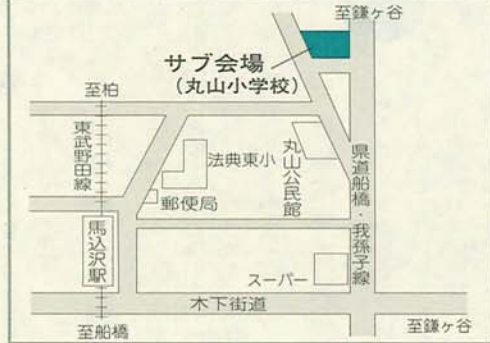 至鎌ヶ谷
サブ会場
(丸山小学校)
至柏
東武野田線
法典東小
丸山公民館
県道船橋・我孫子線
郵便局
馬込沢駅
スーパー
木下街道
至船橋
至鎌ヶ谷